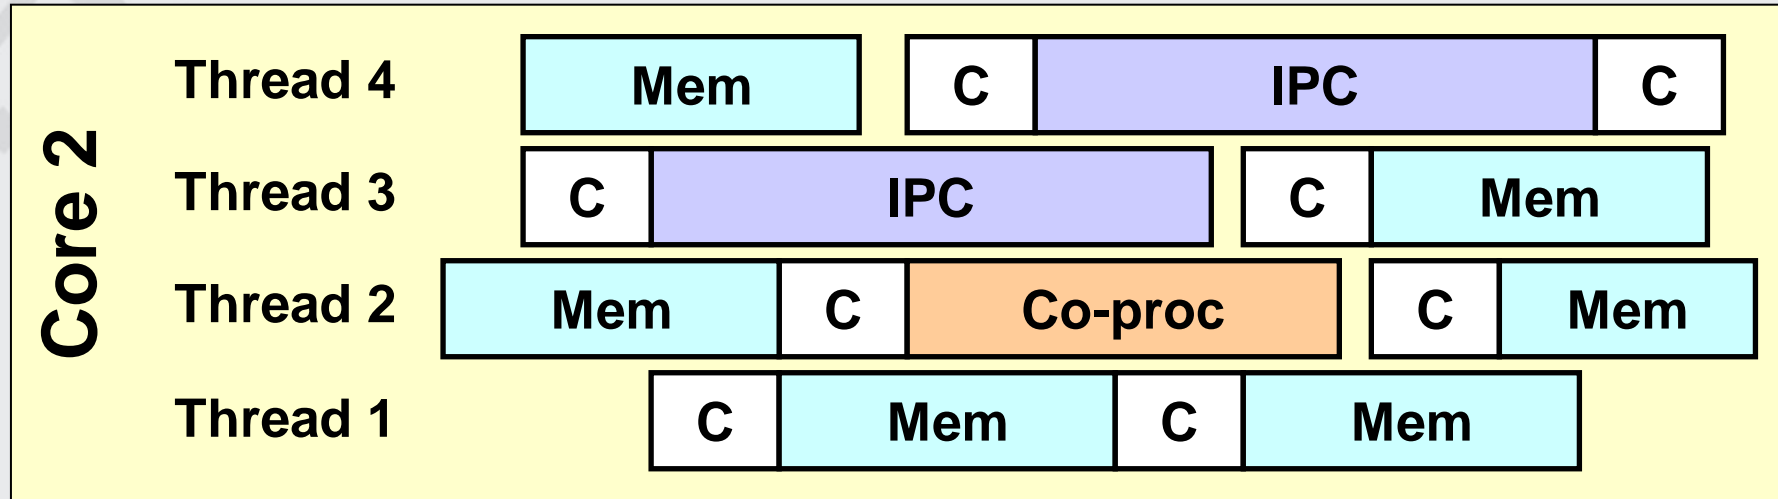 Core 2
Thread 4 Mem C IPC C
Thread 3 C IPC C Mem
Thread 2 Mem C Co-proc C Mem
Thread 1 C Mem C Mem